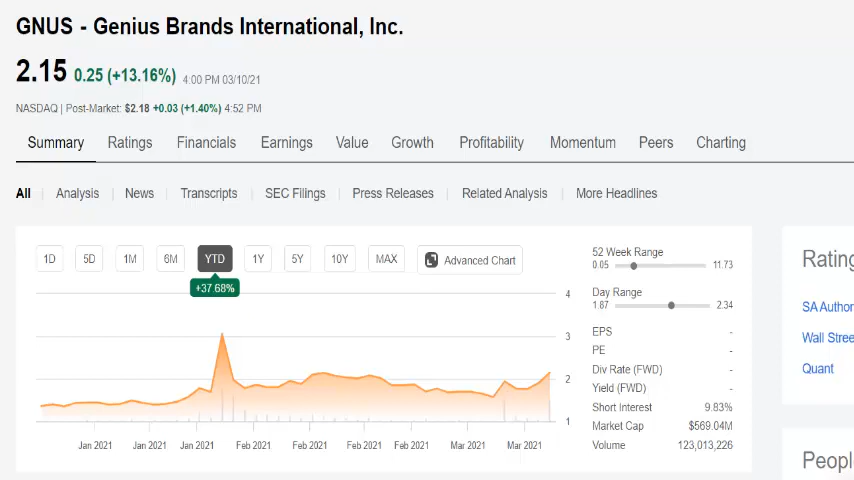 GNUS - Genius Brands International, Inc.
2.15 0.25 (+13.16%) 4:00 PM 03/10/21
NASDAQ | Post-Market: $2.18 +0.03 (+1.40%) 4:52 PM
Summary Ratings Financials Earnings Value Growth Profitability Momentum Peers Charting
All Analysis News Transcripts SEC Filings Press Releases Related Analysis More Headlines
1D 5D 1M 6M YTD 1Y 5Y 10Y MAX Advanced Chart
+37.68%
4
3
2
1
Jan 2021 Jan 2021 Jan 2021 Feb 2021 Feb 2021 Feb 2021 Feb 2021 Mar 2021 Mar 2021
52 Week Range
0.05 11.73
Day Range
1.87 2.34
EPS -
PE -
Div Rate (FWD) -
Yield (FWD) -
Short Interest 9.83%
Market Cap $569.04M
Volume 123,013,226
Rating
SA Author
Wall Stree
Quant
Peopl